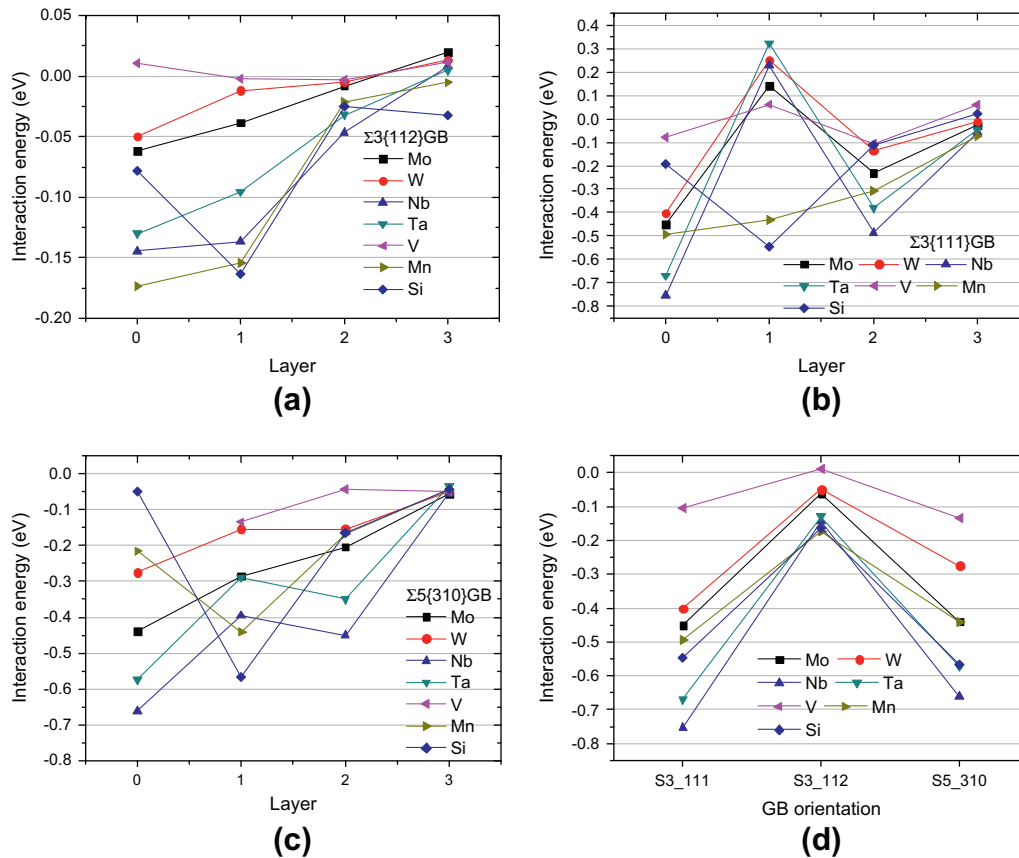 0.05
0.00
-0.05
-0.10
-0.15
-0.20
Interaction energy (eV)
Σ3{112}GB
Mo
W
Nb
Ta
V
Mn
Si
0 1 2 3
Layer
(a)
0.4
0.3
0.2
0.1
0.0
-0.1
-0.2
-0.3
-0.4
-0.5
-0.6
-0.7
-0.8
Interaction energy (eV)
Σ3{111}GB
Mo W Nb
Ta V Mn
Si
0 1 2 3
Layer
(b)
0.0
-0.1
-0.2
-0.3
-0.4
-0.5
-0.6
-0.7
-0.8
Interaction energy (eV)
Σ5{310}GB
Mo
W
Nb
Ta
V
Mn
Si
0 1 2 3
Layer
(c)
0.0
-0.1
-0.2
-0.3
-0.4
-0.5
-0.6
-0.7
-0.8
Interaction energy (eV)
Mo W
Nb Ta
V Mn
Si
S3_111 S3_112 S5_310
GB orientation
(d)